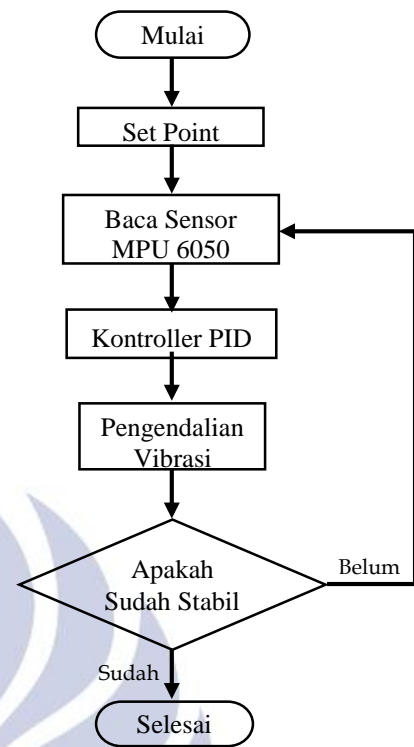 Mulai
Set Point
Baca Sensor
MPU 6050
Kontroller PID
Pengendalian
Vibrasi
Apakah
Sudah Stabil
Belum
Sudah
Selesai